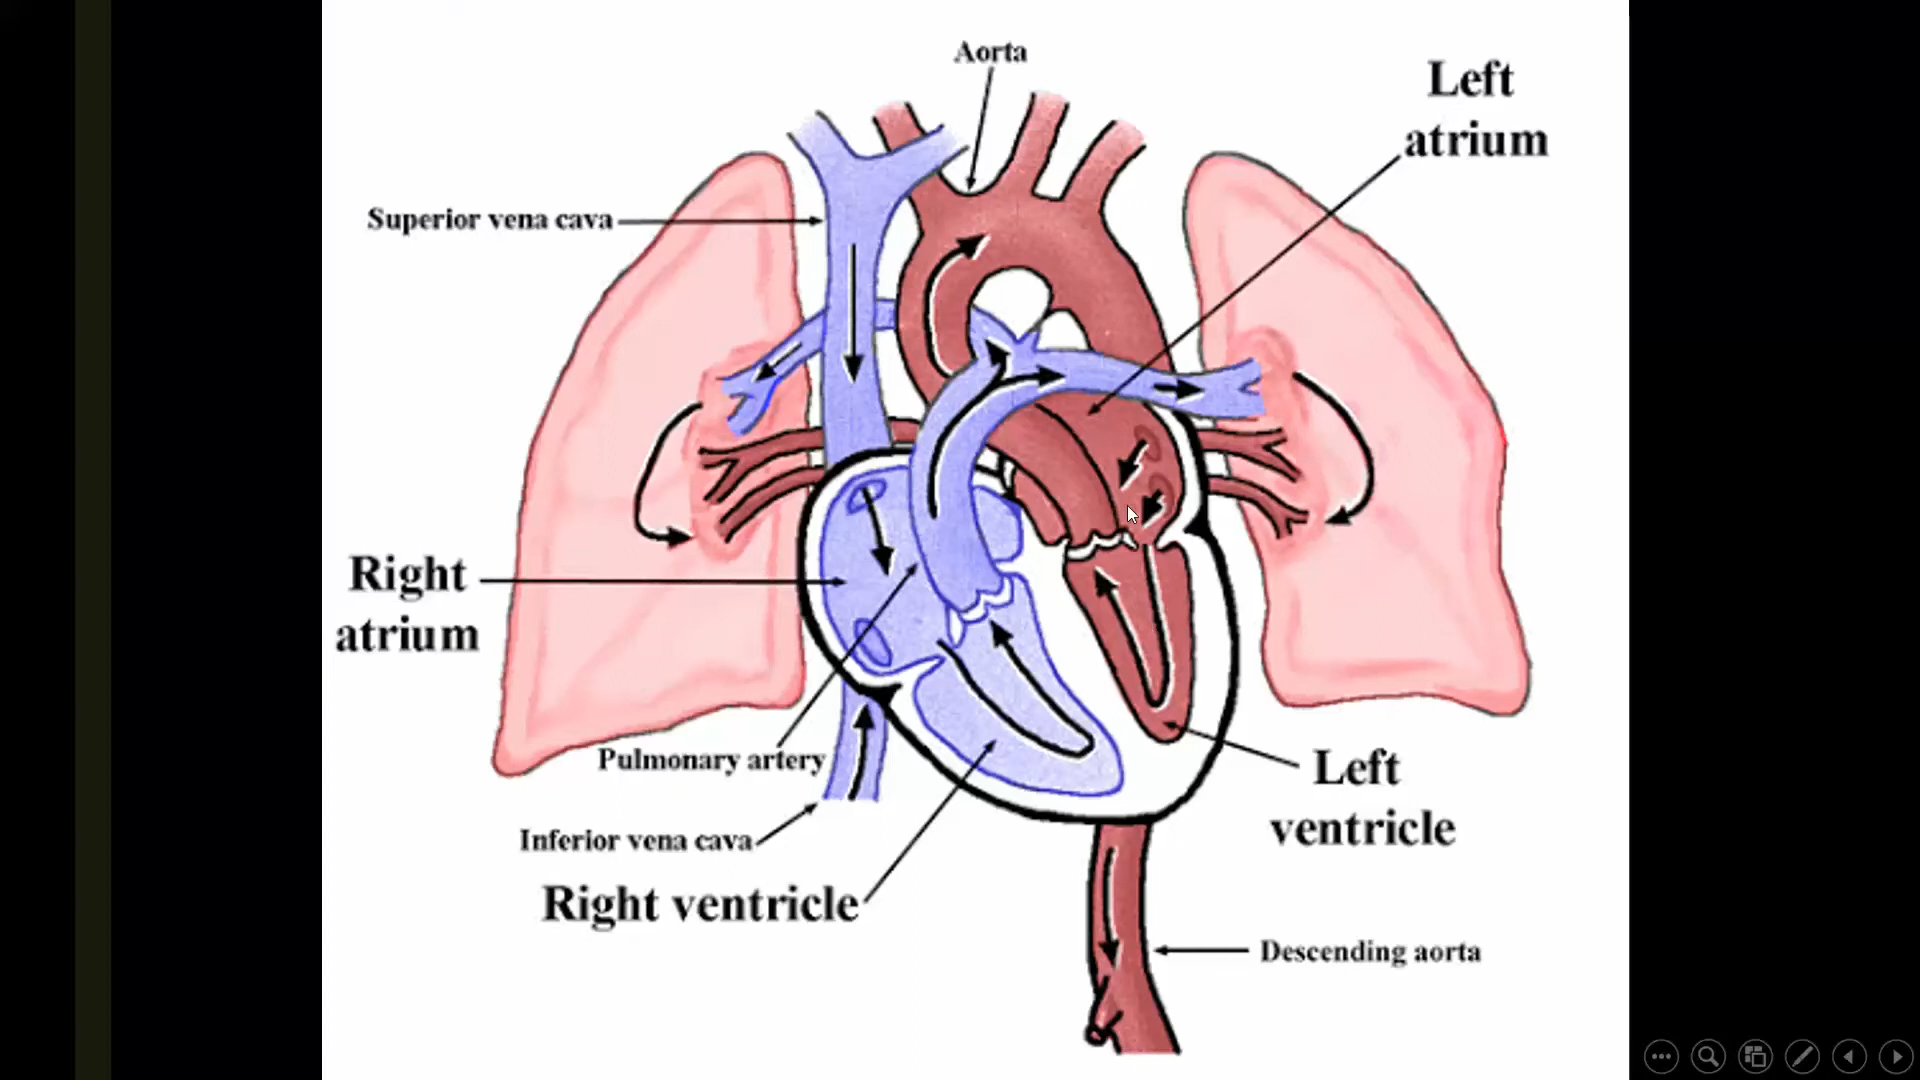 Aorta
Left
atrium
Superior vena cava
Right
atrium
Pulmonary artery
Left
ventricle
Inferior vena cava
Right ventricle
Descending aorta